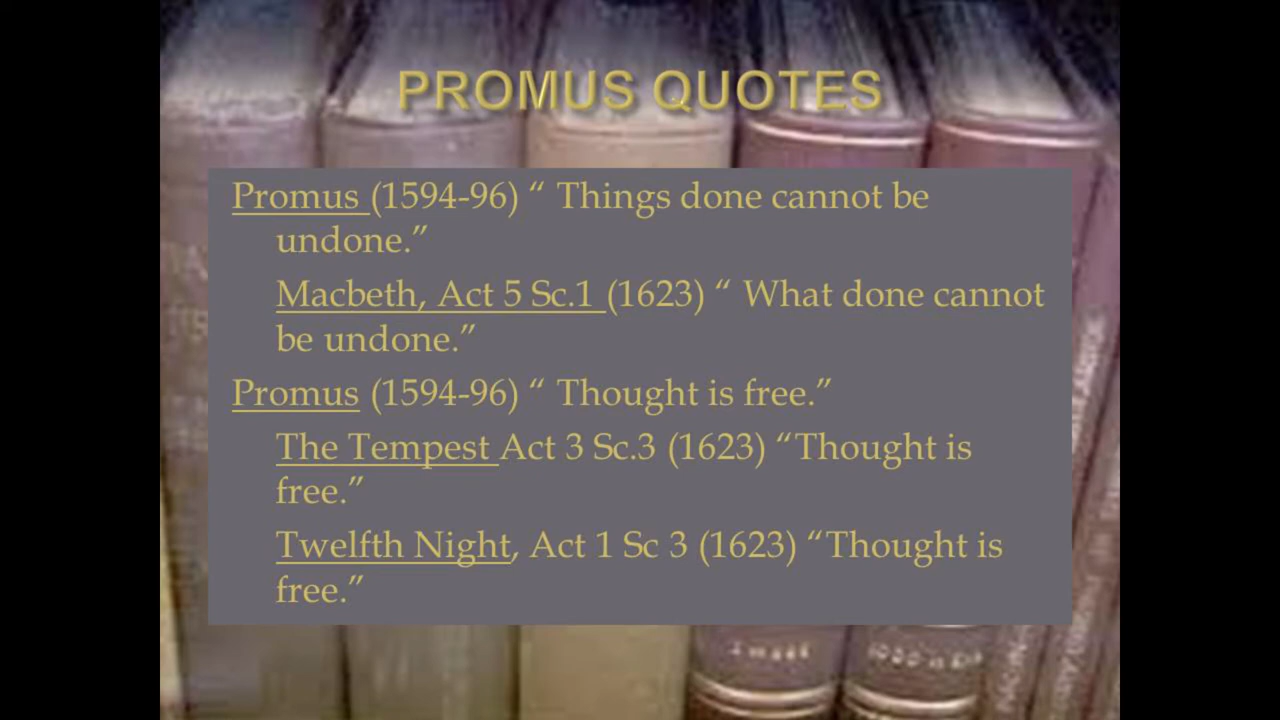 PROMUS QUOTES
Promus (1594-96) “ Things done cannot be
undone.”
Macbeth, Act 5 Sc.1 (1623) “ What done cannot
be undone.”
Promus (1594-96) “ Thought is free.”
The Tempest Act 3 Sc.3 (1623) “Thought is
free.”
Twelfth Night, Act 1 Sc 3 (1623) “Thought is
free.”